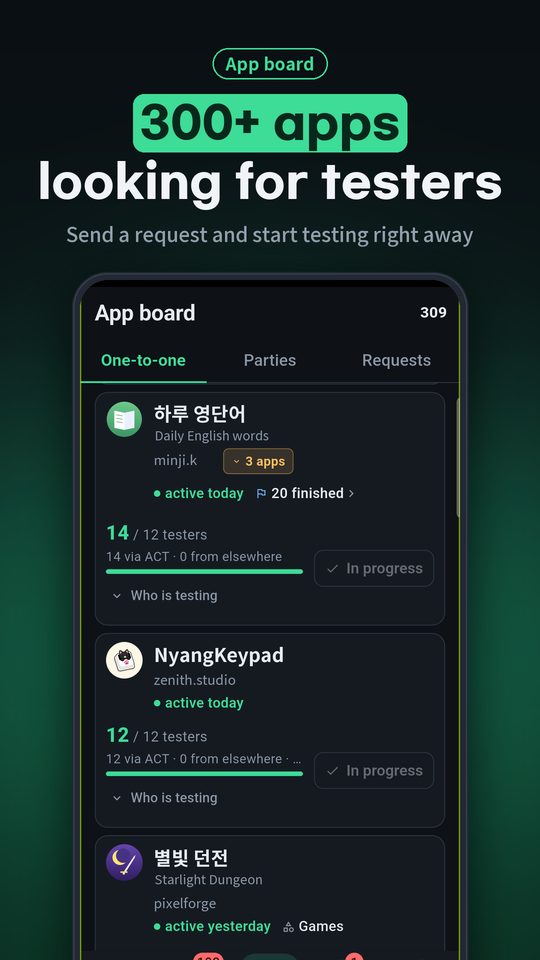 App board
300+ apps
looking for testers
Send a request and start testing right away
App board 309
One-to-one Parties Requests
하루 영단어
Daily English words
minji.k 3 apps
active today 20 finished
14 / 12 testers
14 via ACT · 0 from elsewhere
In progress
Who is testing
NyangKeypad
zenith.studio
active today
12 / 12 testers
12 via ACT · 0 from elsewhere · …
In progress
Who is testing
별빛 던전
Starlight Dungeon
pixelforge
active yesterday Games